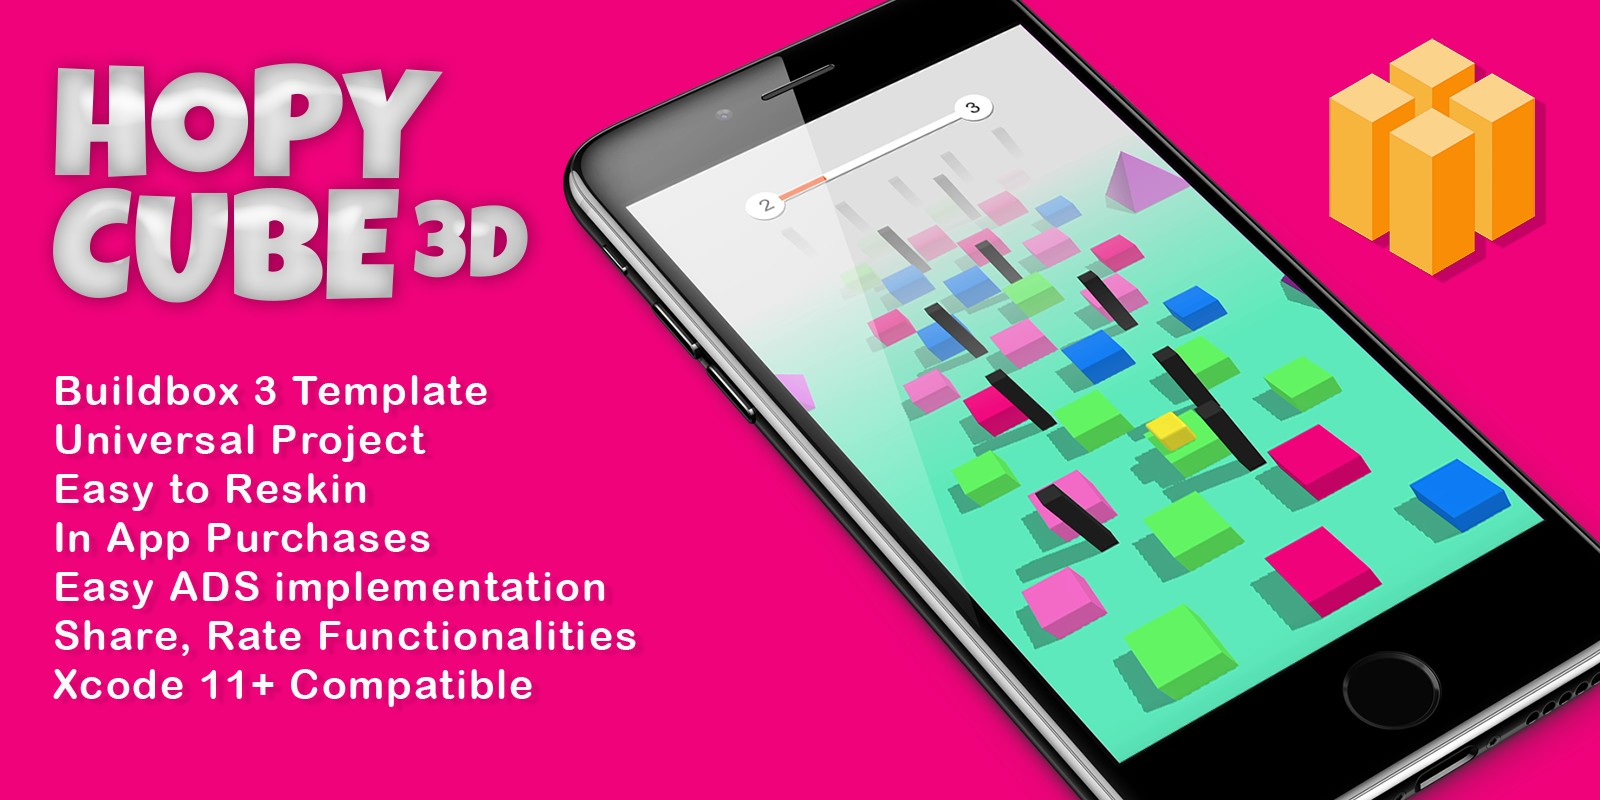 HOPY
CUBE 3D
Buildbox 3 Template
Universal Project
Easy to Reskin
In App Purchases
Easy ADS implementation
Share, Rate Functionalities
Xcode 11+ Compatible
3
2